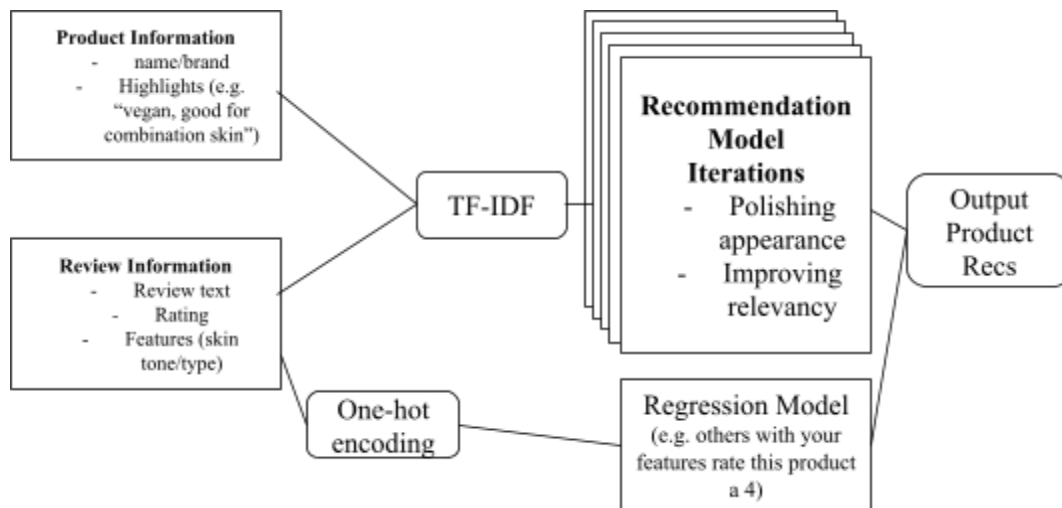 Product Information
- name/brand
- Highlights (e.g.
“vegan, good for
combination skin”)
Review Information
- Review text
- Rating
- Features (skin
tone/type)
TF-IDF
One-hot
encoding
Recommendation
Model
Iterations
- Polishing
appearance
- Improving
relevancy
Regression Model
(e.g. others with your
features rate this product
a 4)
Output
Product
Recs